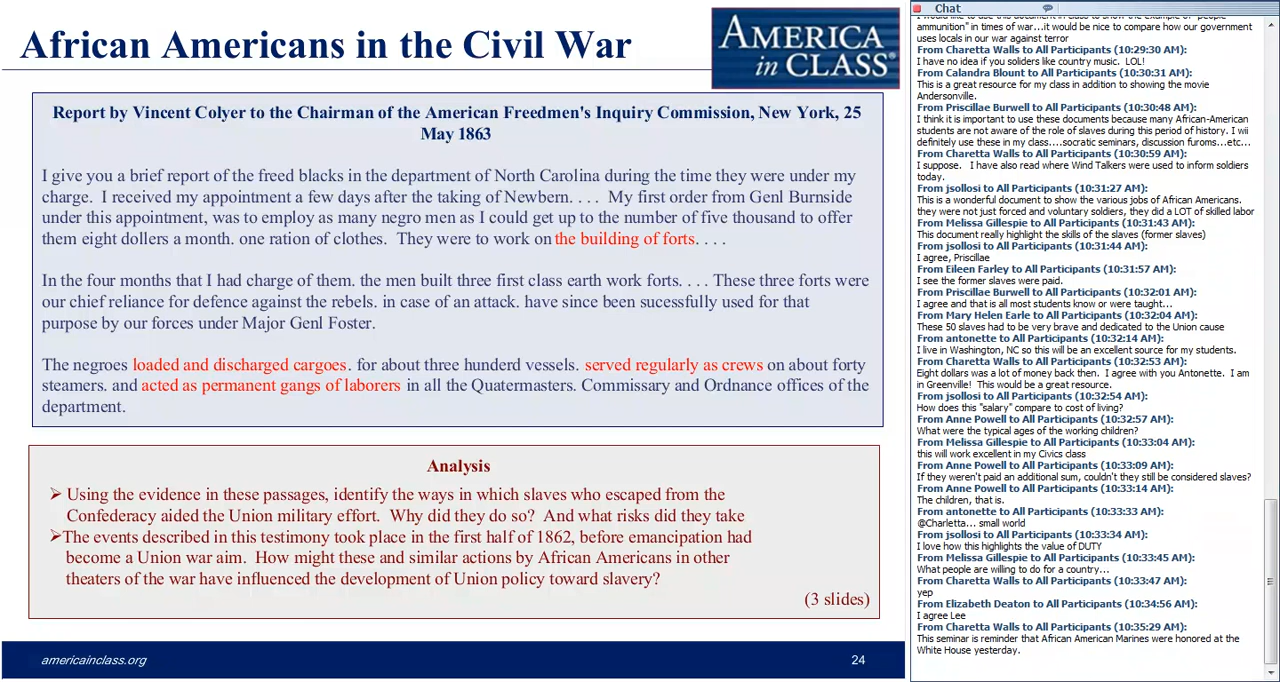 African Americans in the Civil War
AMERICA
in CLASS®
Report by Vincent Colyer to the Chairman of the American Freedmen's Inquiry Commission, New York, 25
May 1863
I give you a brief report of the freed blacks in the department of North Carolina during the time they were under my
charge. I received my appointment a few days after the taking of Newbern. . . . My first order from Genl Burnside
under this appointment, was to employ as many negro men as I could get up to the number of five thousand to offer
them eight dollars a month. one ration of clothes. They were to work on the building of forts. . . .
In the four months that I had charge of them. the men built three first class earth work forts. . . . These three forts were
our chief reliance for defence against the rebels. in case of an attack. have since been sucessfully used for that
purpose by our forces under Major Genl Foster.
The negroes loaded and discharged cargoes. for about three hunderd vessels. served regularly as crews on about forty
steamers. and acted as permanent gangs of laborers in all the Quatermasters. Commissary and Ordnance offices of the
department.
Analysis
➢ Using the evidence in these passages, identify the ways in which slaves who escaped from the
Confederacy aided the Union military effort. Why did they do so? And what risks did they take
➢The events described in this testimony took place in the first half of 1862, before emancipation had
become a Union war aim. How might these and similar actions by African Americans in other
theaters of the war have influenced the development of Union policy toward slavery?
(3 slides)
americainclass.org
24
Chat
ammunition" in times of war...it would be nice to compare how our government
uses locals in our war against terror
From Charetta Walls to All Participants (10:29:30 AM):
I have no idea if you soliders like country music. LOL!
From Calandra Blount to All Participants (10:30:31 AM):
This is a great resource for my class in addition to showing the movie
Andersonville.
From Priscillae Burwell to All Participants (10:30:48 AM):
I think it is important to use these documents because many African-American
students are not aware of the role of slaves during this period of history. I wii
definitely use these in my class....socratic seminars, discussion furoms...etc...
From Charetta Walls to All Participants (10:30:59 AM):
I suppose. I have also read where Wind Talkers were used to inform soldiers
today.
From jsollosi to All Participants (10:31:27 AM):
This is a wonderful document to show the various jobs of African Americans.
they were not just forced and voluntary soldiers, they did a LOT of skilled labor
From Melissa Gillespie to All Participants (10:31:43 AM):
This document really highlight the skills of the slaves (former slaves)
From jsollosi to All Participants (10:31:44 AM):
I agree, Priscillae
From Eileen Farley to All Participants (10:31:57 AM):
I see the former slaves were paid.
From Priscillae Burwell to All Participants (10:32:01 AM):
I agree and that is all most students know or were taught...
From Mary Helen Earle to All Participants (10:32:04 AM):
These 50 slaves had to be very brave and dedicated to the Union cause
From antonette to All Participants (10:32:14 AM):
I live in Washington, NC so this will be an excellent source for my students.
From Charetta Walls to All Participants (10:32:53 AM):
Eight dollars was a lot of money back then. I agree with you Antonette. I am
in Greenville! This would be a great resource.
From jsollosi to All Participants (10:32:54 AM):
How does this "salary" compare to cost of living?
From Anne Powell to All Participants (10:32:57 AM):
What were the typical ages of the working children?
From Melissa Gillespie to All Participants (10:33:04 AM):
this will work excellent in my Civics class
From Anne Powell to All Participants (10:33:09 AM):
If they weren't paid an additional sum, couldn't they still be considered slaves?
From Anne Powell to All Participants (10:33:14 AM):
The children, that is.
From antonette to All Participants (10:33:33 AM):
@Charletta... small world
From jsollosi to All Participants (10:33:34 AM):
I love how this highlights the value of DUTY
From Melissa Gillespie to All Participants (10:33:45 AM):
What people are willing to do for a country...
From Charetta Walls to All Participants (10:33:47 AM):
yep
From Elizabeth Deaton to All Participants (10:34:56 AM):
I agree Lee
From Charetta Walls to All Participants (10:35:29 AM):
This seminar is reminder that African American Marines were honored at the
White House yesterday.